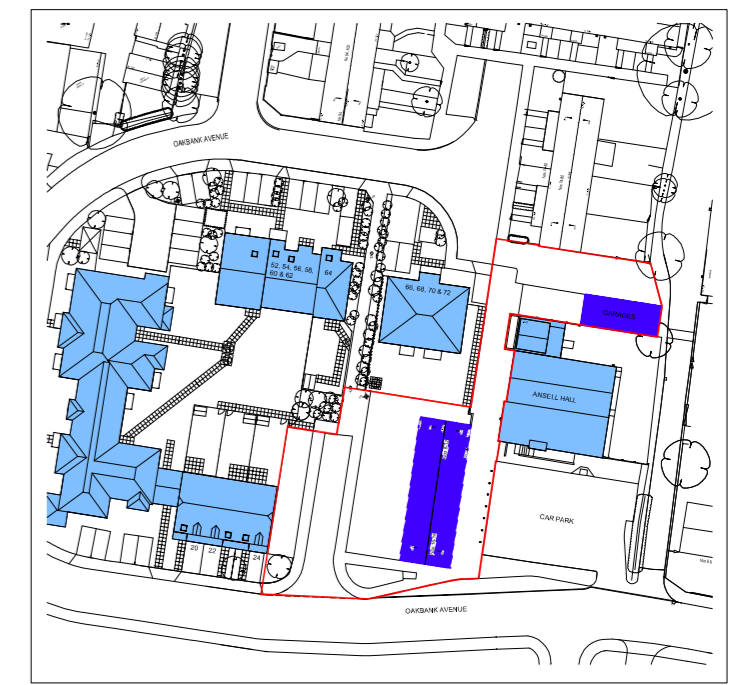 OAKBANK AVENUE
52, 54, 56, 58,
60 & 62
64
66, 68, 70 & 72
GARAGES
ANSELL HALL
CAR PARK
20
22
24
OAKBANK AVENUE